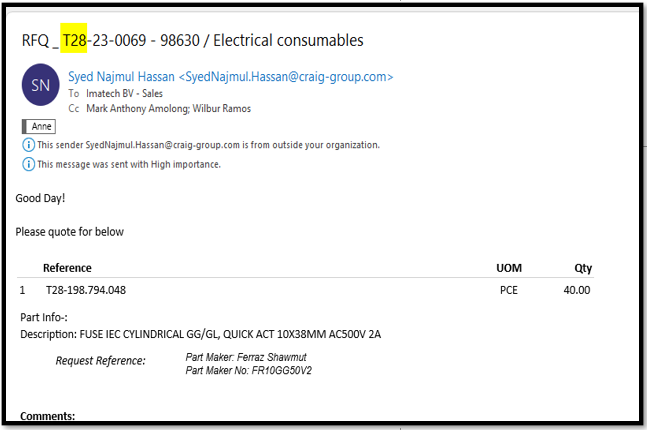 RFQ _ T28-23-0069 - 98630 / Electrical consumables
SN
Syed Najmul Hassan <SyedNajmul.Hassan@craig-group.com>
To Imatech BV - Sales
Cc Mark Anthony Amolong; Wilbur Ramos
Anne
This sender SyedNajmul.Hassan@craig-group.com is from outside your organization.
This message was sent with High importance.
Good Day!
Please quote for below
Reference UOM Qty
1 T28-198.794.048 PCE 40.00
Part Info-:
Description: FUSE IEC CYLINDRICAL GG/GL, QUICK ACT 10X38MM AC500V 2A
Request Reference: Part Maker: Ferraz Shawmut
Part Maker No: FR10GG50V2
Comments: